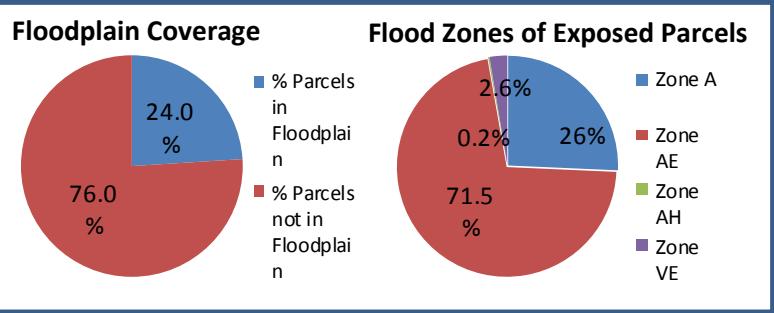 Floodplain Coverage
24.0
%
76.0
%
% Parcels
in
Floodplai
n
% Parcels
not in
Floodplai
n
Flood Zones of Exposed Parcels
2.6%
0.2%
26%
71.5
%
Zone A
Zone
AE
Zone
AH
Zone
VE